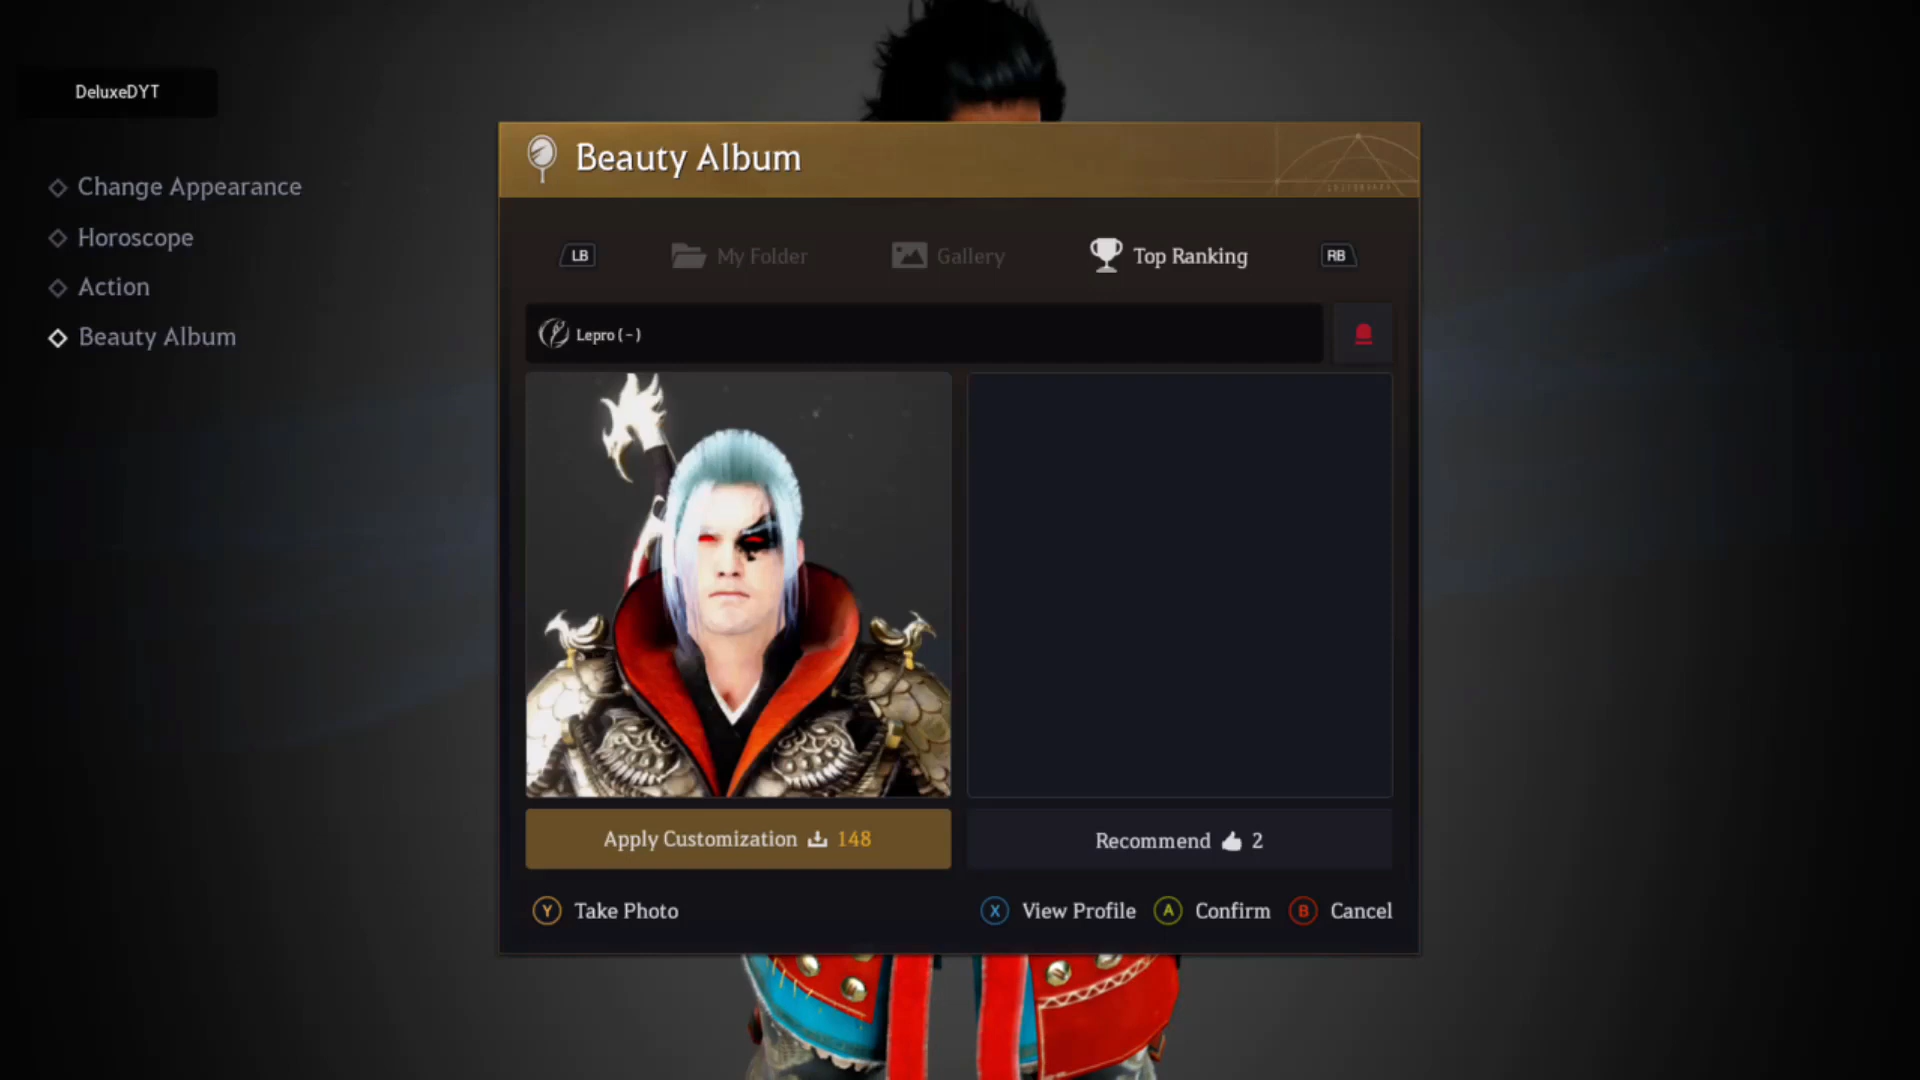 DeluxeDYT
Change Appearance
Horoscope
Action
Beauty Album
Beauty Album
LB
My Folder
Gallery
Top Ranking
RB
Lepro ( - )
Apply Customization 148
Recommend 2
Y Take Photo
X View Profile
A Confirm
B Cancel